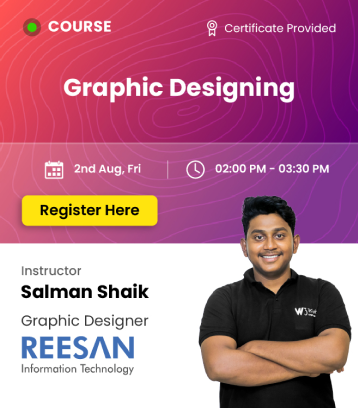 COURSE
Certificate Provided
Graphic Designing
2nd Aug, Fri
02:00 PM - 03:30 PM
Register Here
Instructor
Salman Shaik
Graphic Designer
REESAN
Information Technology